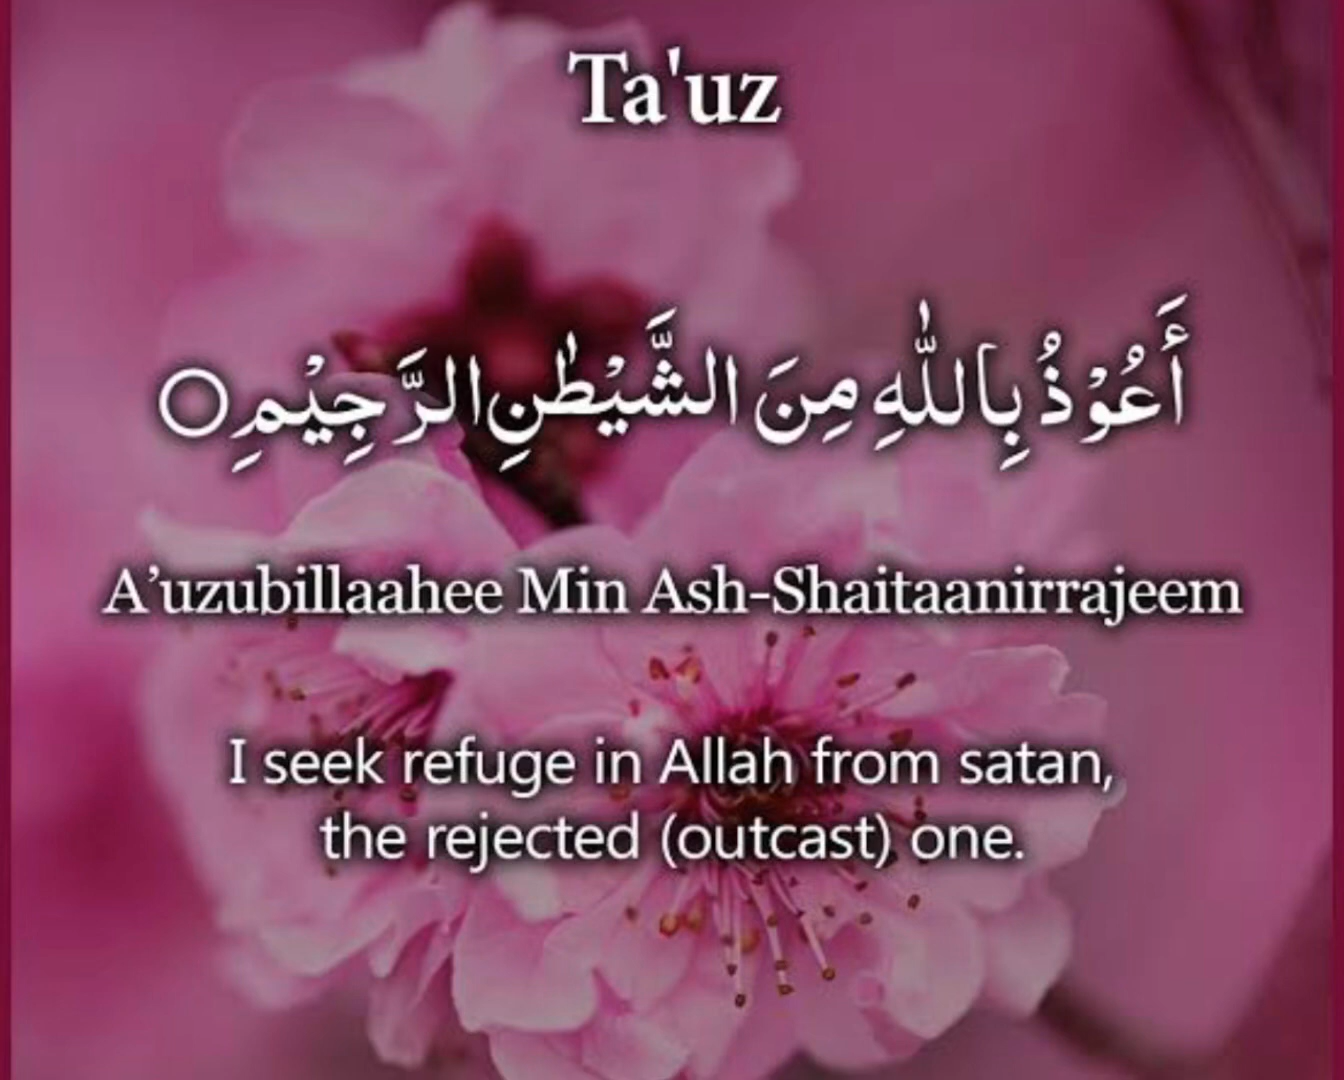 Ta'uz
أَعُوْذُ بِاللّٰهِ مِنَ الشَّيْطٰنِ الرَّجِيْمِ○
A’uzubillaahee Min Ash-Shaitaanirrajeem
I seek refuge in Allah from satan,
the rejected (outcast) one.